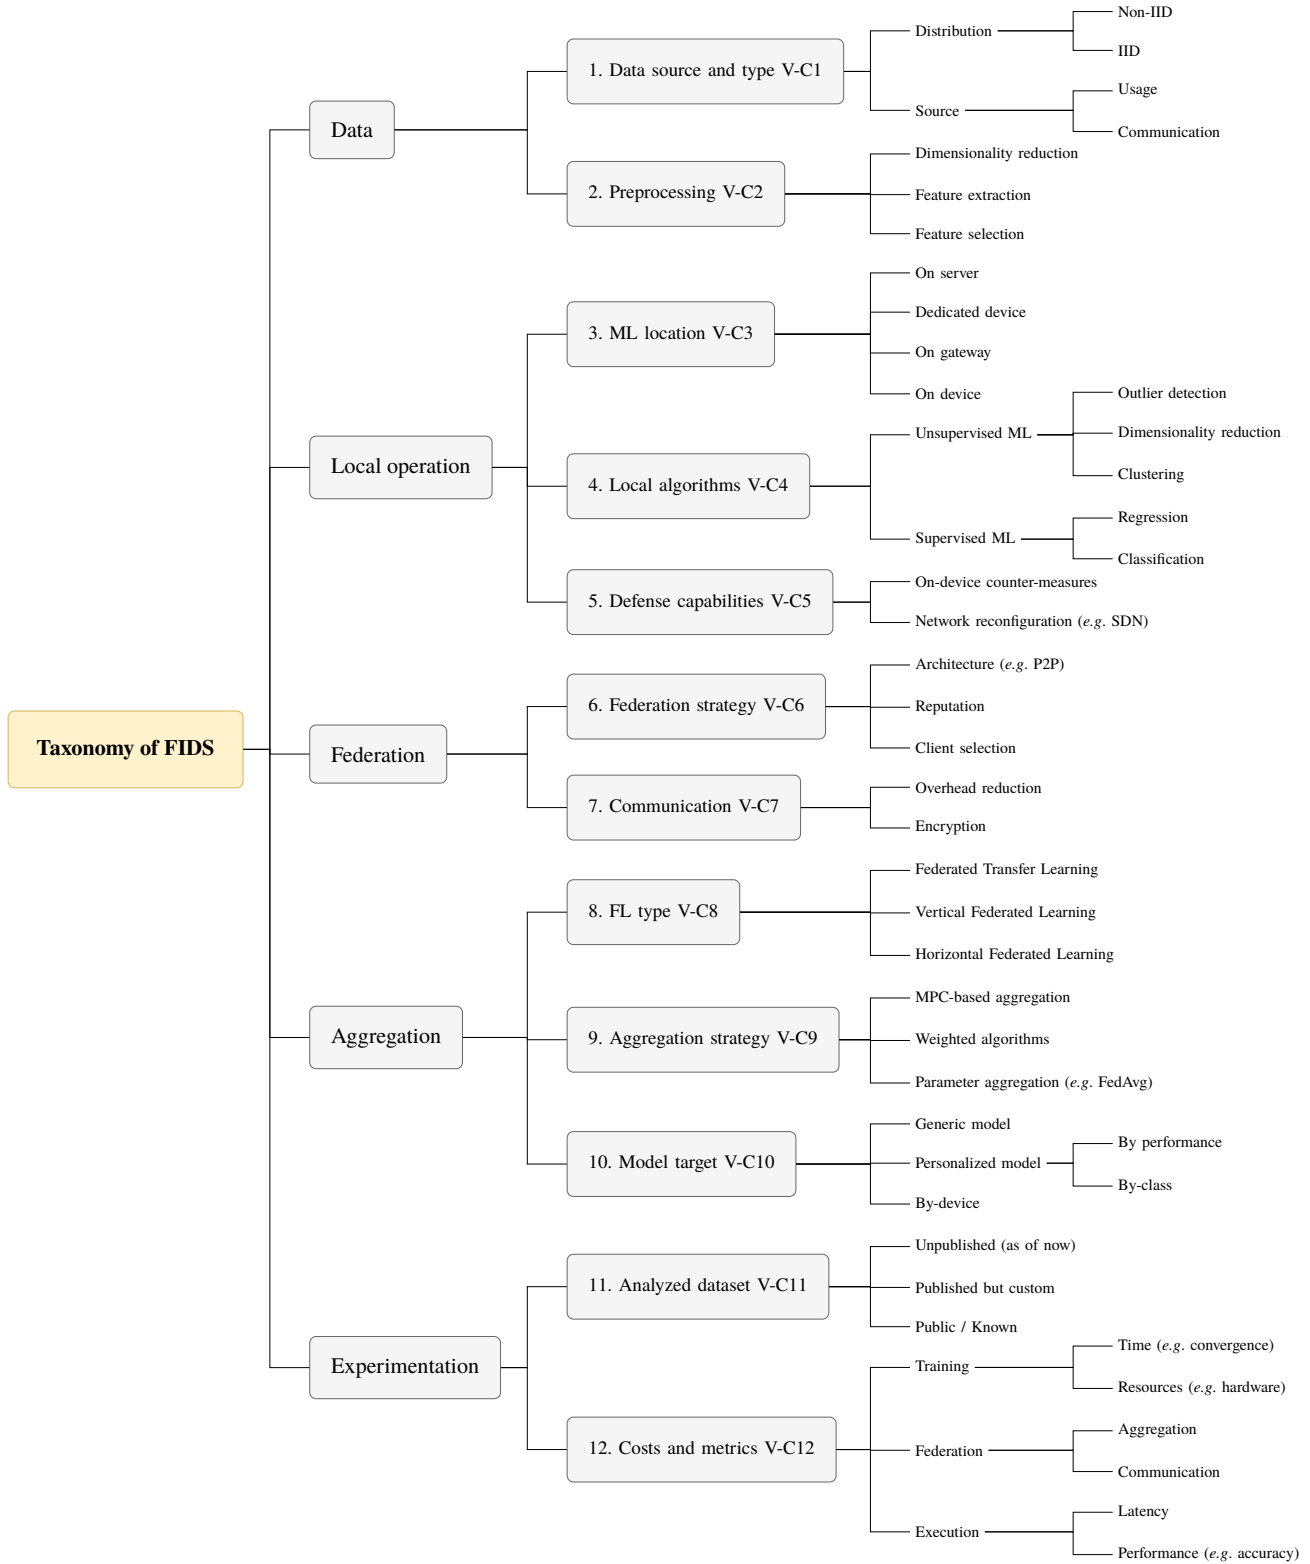 Taxonomy of FIDS
Data
1. Data source and type V-C1
Distribution
Non-IID
IID
Source
Usage
Communication
2. Preprocessing V-C2
Dimensionality reduction
Feature extraction
Feature selection
Local operation
3. ML location V-C3
On server
Dedicated device
On gateway
On device
4. Local algorithms V-C4
Unsupervised ML
Outlier detection
Dimensionality reduction
Clustering
Supervised ML
Regression
Classification
5. Defense capabilities V-C5
On-device counter-measures
Network reconfiguration (e.g. SDN)
Federation
6. Federation strategy V-C6
Architecture (e.g. P2P)
Reputation
Client selection
7. Communication V-C7
Overhead reduction
Encryption
Aggregation
8. FL type V-C8
Federated Transfer Learning
Vertical Federated Learning
Horizontal Federated Learning
9. Aggregation strategy V-C9
MPC-based aggregation
Weighted algorithms
Parameter aggregation (e.g. FedAvg)
10. Model target V-C10
Generic model
Personalized model
By performance
By-class
By-device
Experimentation
11. Analyzed dataset V-C11
Unpublished (as of now)
Published but custom
Public / Known
12. Costs and metrics V-C12
Training
Time (e.g. convergence)
Resources (e.g. hardware)
Federation
Aggregation
Communication
Execution
Latency
Performance (e.g. accuracy)